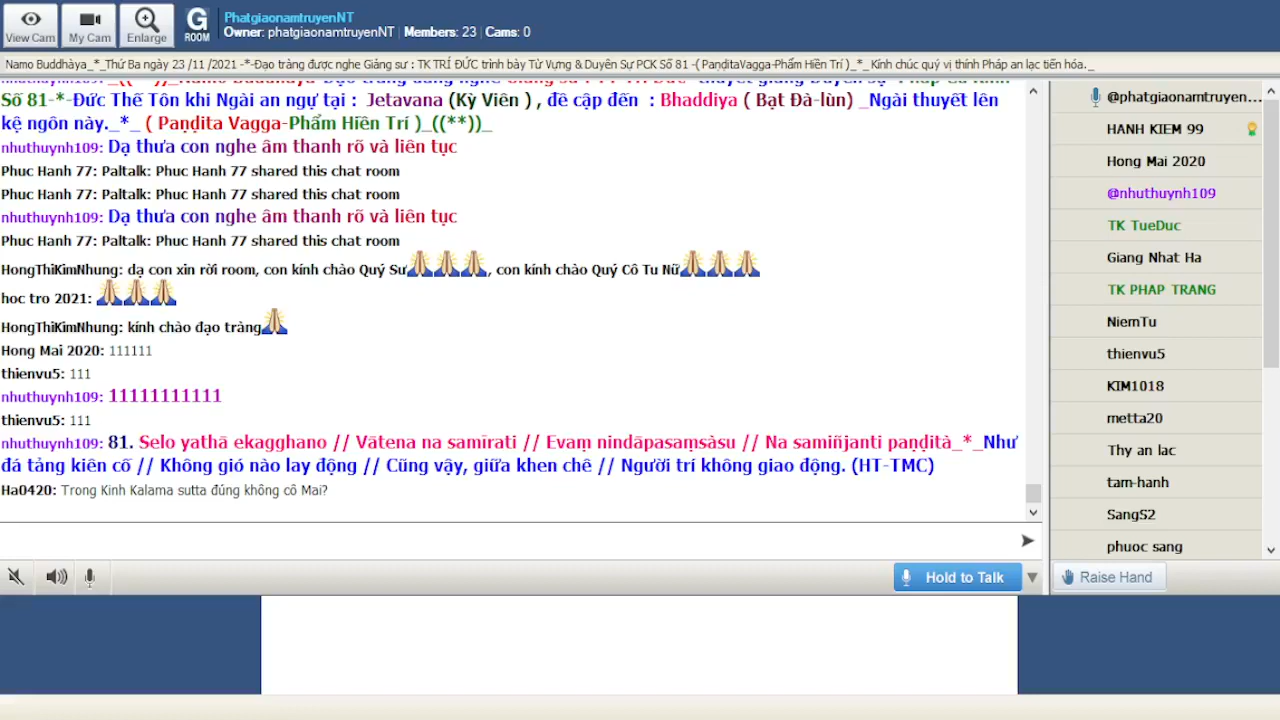 View Cam
My Cam
Enlarge
G
ROOM
PhatgiaonamtruyenNT
Owner: phatgiaonamtruyenNT | Members: 23 | Cams: 0
Namo Buddhàya_*_Thứ Ba ngày 23 /11 /2021 -*-Đạo tràng được nghe Giảng sư : TK TRÍ ĐỨC trình bày Từ Vựng & Duyên Sự PCK Số 81 -( PaṇḍitaVagga-Phẩm Hiền Trí )_*_ Kính chúc quý vị thính Pháp an lạc tiến hóa._
Số 81-*-Đức Thế Tôn khi Ngài an ngự tại : Jetavana (Kỳ Viên ) , đề cập đến : Bhaddiya ( Bạt Đà-lùn) _Ngài thuyết lên
kệ ngôn này._*_ ( Paṇḍita Vagga-Phẩm Hiền Trí )_((**))_
nhuthuynh109: Dạ thưa con nghe âm thanh rõ và liên tục
Phuc Hanh 77: Paltalk: Phuc Hanh 77 shared this chat room
Phuc Hanh 77: Paltalk: Phuc Hanh 77 shared this chat room
nhuthuynh109: Dạ thưa con nghe âm thanh rõ và liên tục
Phuc Hanh 77: Paltalk: Phuc Hanh 77 shared this chat room
HongThiKimNhung: dạ con xin rời room, con kính chào Quý Sư🙏🙏🙏, con kính chào Quý Cô Tu Nữ🙏🙏🙏
hoc tro 2021: 🙏🙏🙏
HongThiKimNhung: kính chào đạo tràng🙏
Hong Mai 2020: 111111
thienvu5: 111
nhuthuynh109: 11111111111
thienvu5: 111
nhuthuynh109: 81. Selo yathā ekagghano // Vātena na samīrati // Evaṃ nindāpasaṃsàsu // Na samiñjanti paṇḍità_*_Như
đá tảng kiên cố // Không gió nào lay động // Cũng vậy, giữa khen chê // Người trí không giao động. (HT-TMC)
Ha0420: Trong Kinh Kalama sutta đúng không cô Mai?
Hold to Talk
@phatgiaonamtruyen...
HANH KIEM 99
Hong Mai 2020
@nhuthuynh109
TK TueDuc
Giang Nhat Ha
TK PHAP TRANG
NiemTu
thienvu5
KIM1018
metta20
Thy an lac
tam-hanh
SangS2
phuoc sang
Raise Hand